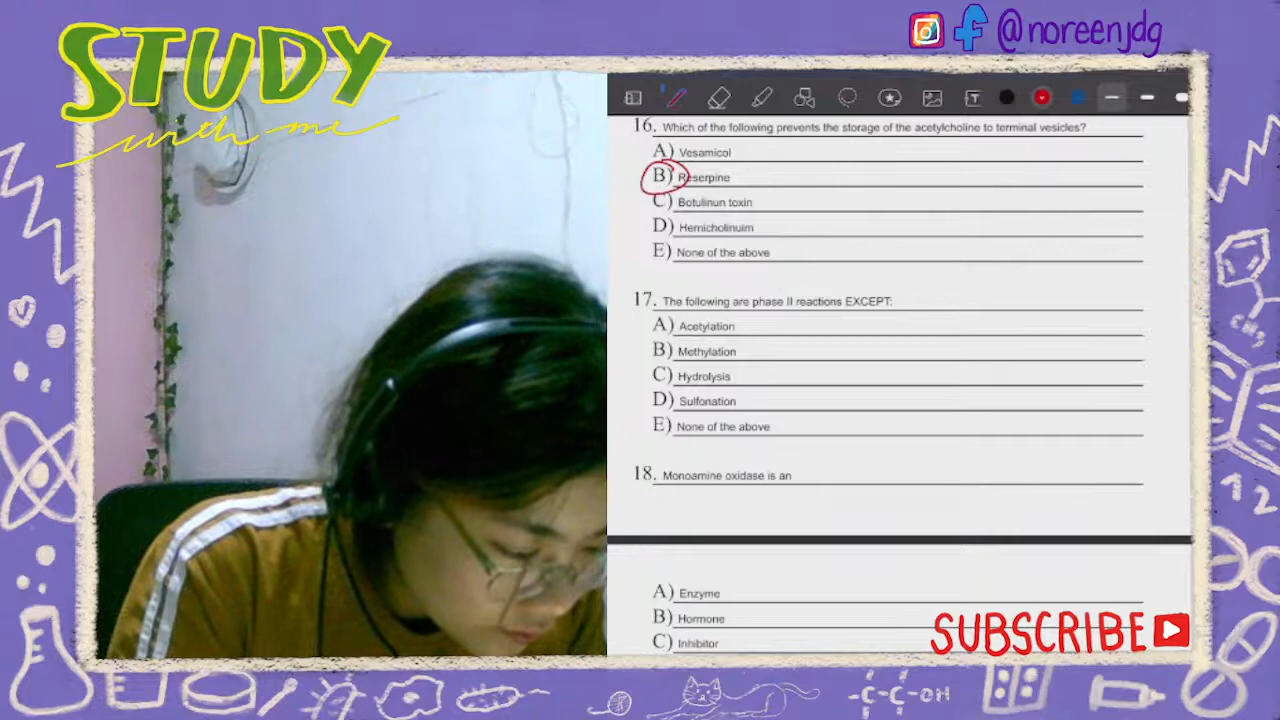 STUDY
with me
@noreenjdg
16. Which of the following prevents the storage of the acetylcholine to terminal vesicles?
A) Vesamicol
B) Reserpine
C) Botulinun toxin
D) Hemicholinuim
E) None of the above
17. The following are phase II reactions EXCEPT:
A) Acetylation
B) Methylation
C) Hydrolysis
D) Sulfonation
E) None of the above
18. Monoamine oxidase is an
A) Enzyme
B) Hormone
C) Inhibitor
SUBSCRIBE
CH3
12
-C-C-OH